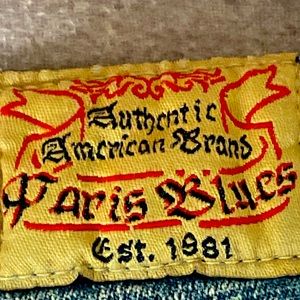 Authentic
American Brand
Paris Blues
Est. 1981